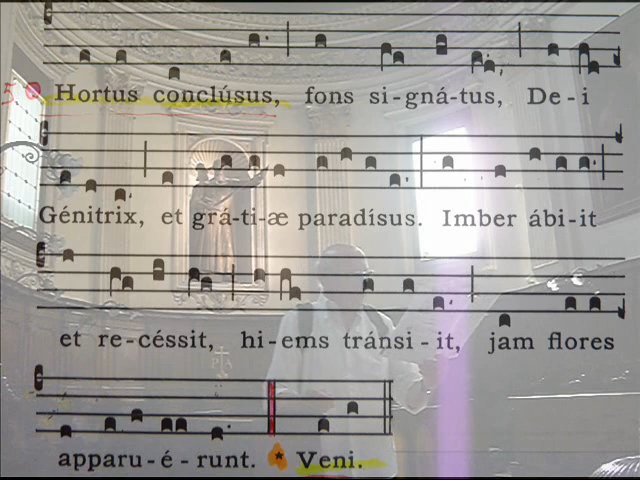 Hortus conclúsus, fons si-gná-tus, De-i
Génitrix, et grá-ti-æ paradísus. Imber ábi-it
et re-céssit, hi-ems tránsi-it, jam flores
apparu-é-runt. * Veni.